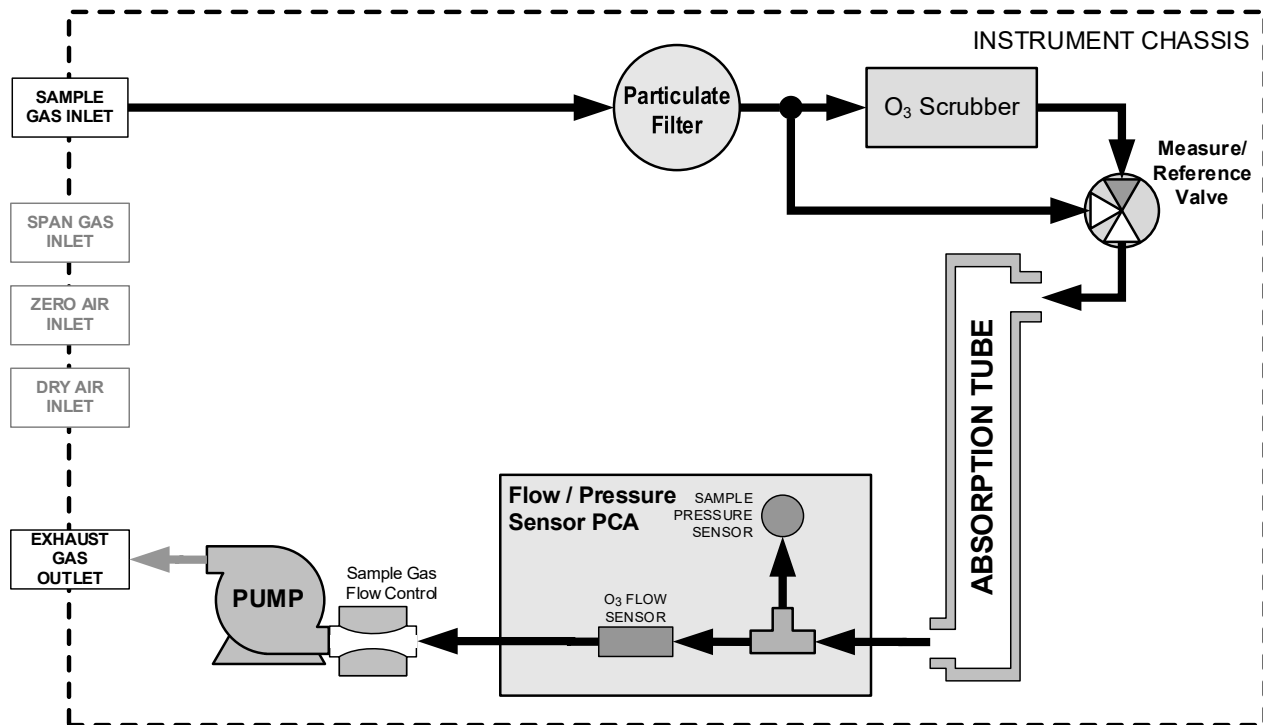 INSTRUMENT CHASSIS
SAMPLE
GAS INLET
Particulate
Filter
O₃ Scrubber
Measure/
Reference
Valve
SPAN GAS
INLET
ZERO AIR
INLET
DRY AIR
INLET
ABSORPTION TUBE
Flow / Pressure
Sensor PCA
SAMPLE
PRESSURE
SENSOR
EXHAUST
GAS
OUTLET
PUMP
Sample Gas
Flow Control
O₃ FLOW
SENSOR